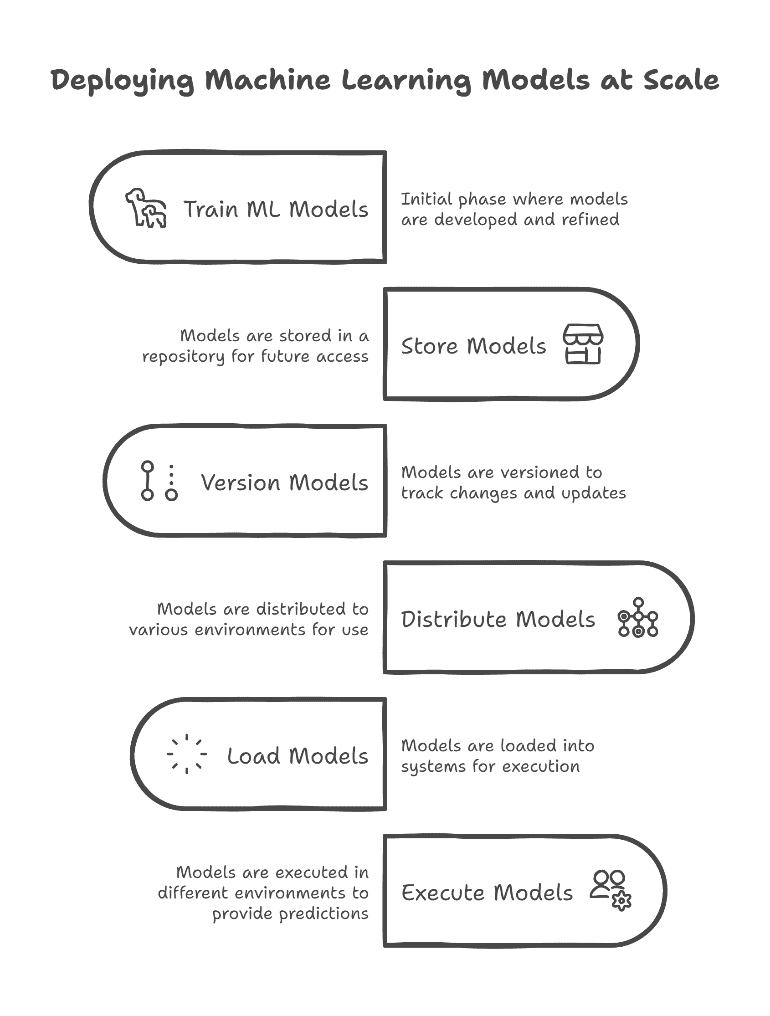 Deploying Machine Learning Models at Scale
Train ML Models
Initial phase where models
are developed and refined
Models are stored in a
repository for future access
Store Models
Version Models
Models are versioned to
track changes and updates
Models are distributed to
various environments for use
Distribute Models
Load Models
Models are loaded into
systems for execution
Models are executed in
different environments to
provide predictions
Execute Models